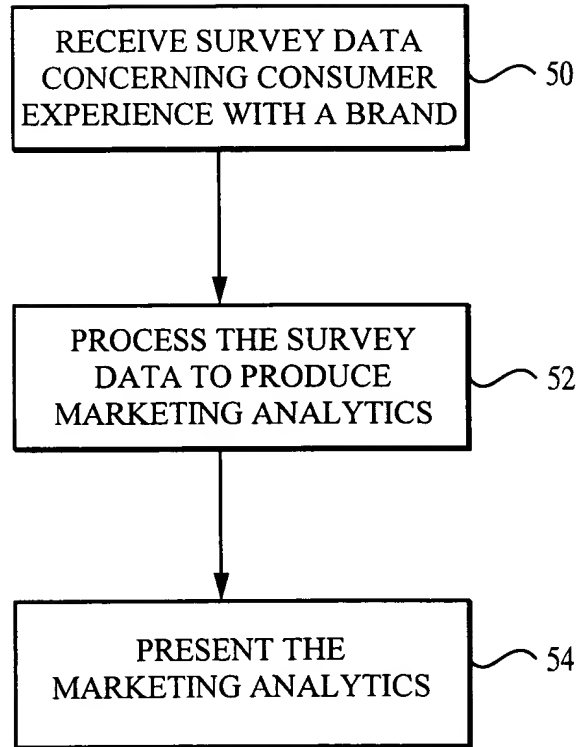 RECEIVE SURVEY DATA
CONCERNING CONSUMER
EXPERIENCE WITH A BRAND
50
PROCESS THE SURVEY
DATA TO PRODUCE
MARKETING ANALYTICS
52
PRESENT THE
MARKETING ANALYTICS
54